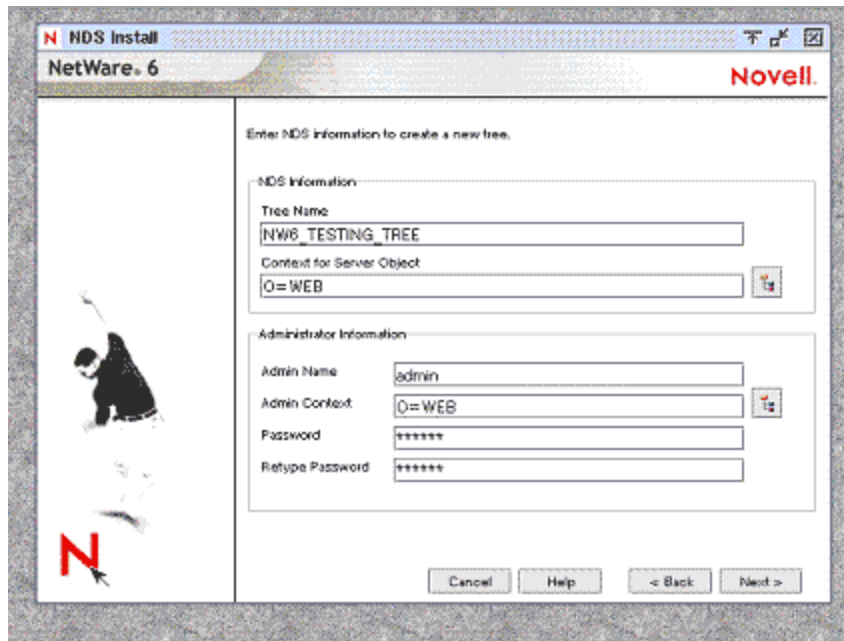 NDS Install
NetWare® 6
Novell.
Enter NDS information to create a new tree.
NDS Information
Tree Name
NW6_TESTING_TREE
Context for Server Object
O=WEB
Administrator Information
Admin Name admin
Admin Context O=WEB
Password ******
Retype Password ******
Cancel Help < Back Next >